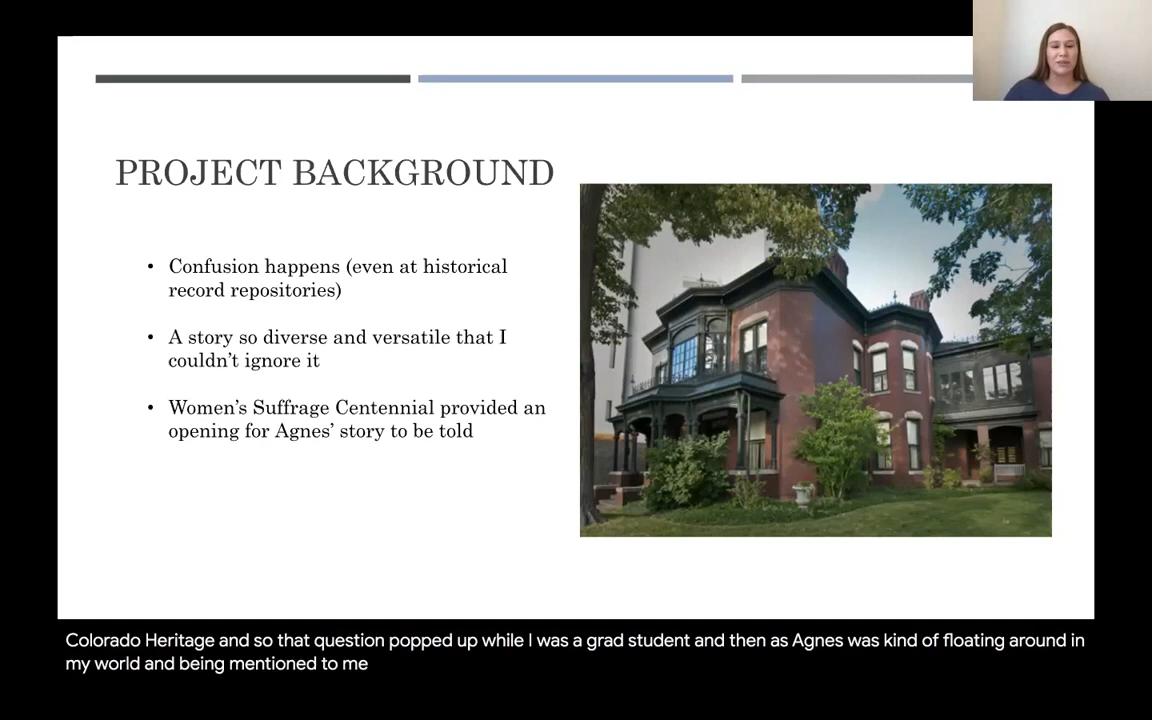 PROJECT BACKGROUND
• Confusion happens (even at historical
record repositories)
• A story so diverse and versatile that I
couldn’t ignore it
• Women’s Suffrage Centennial provided an
opening for Agnes’ story to be told
Colorado Heritage and so that question popped up while I was a grad student and then as Agnes was kind of floating around in
my world and being mentioned to me